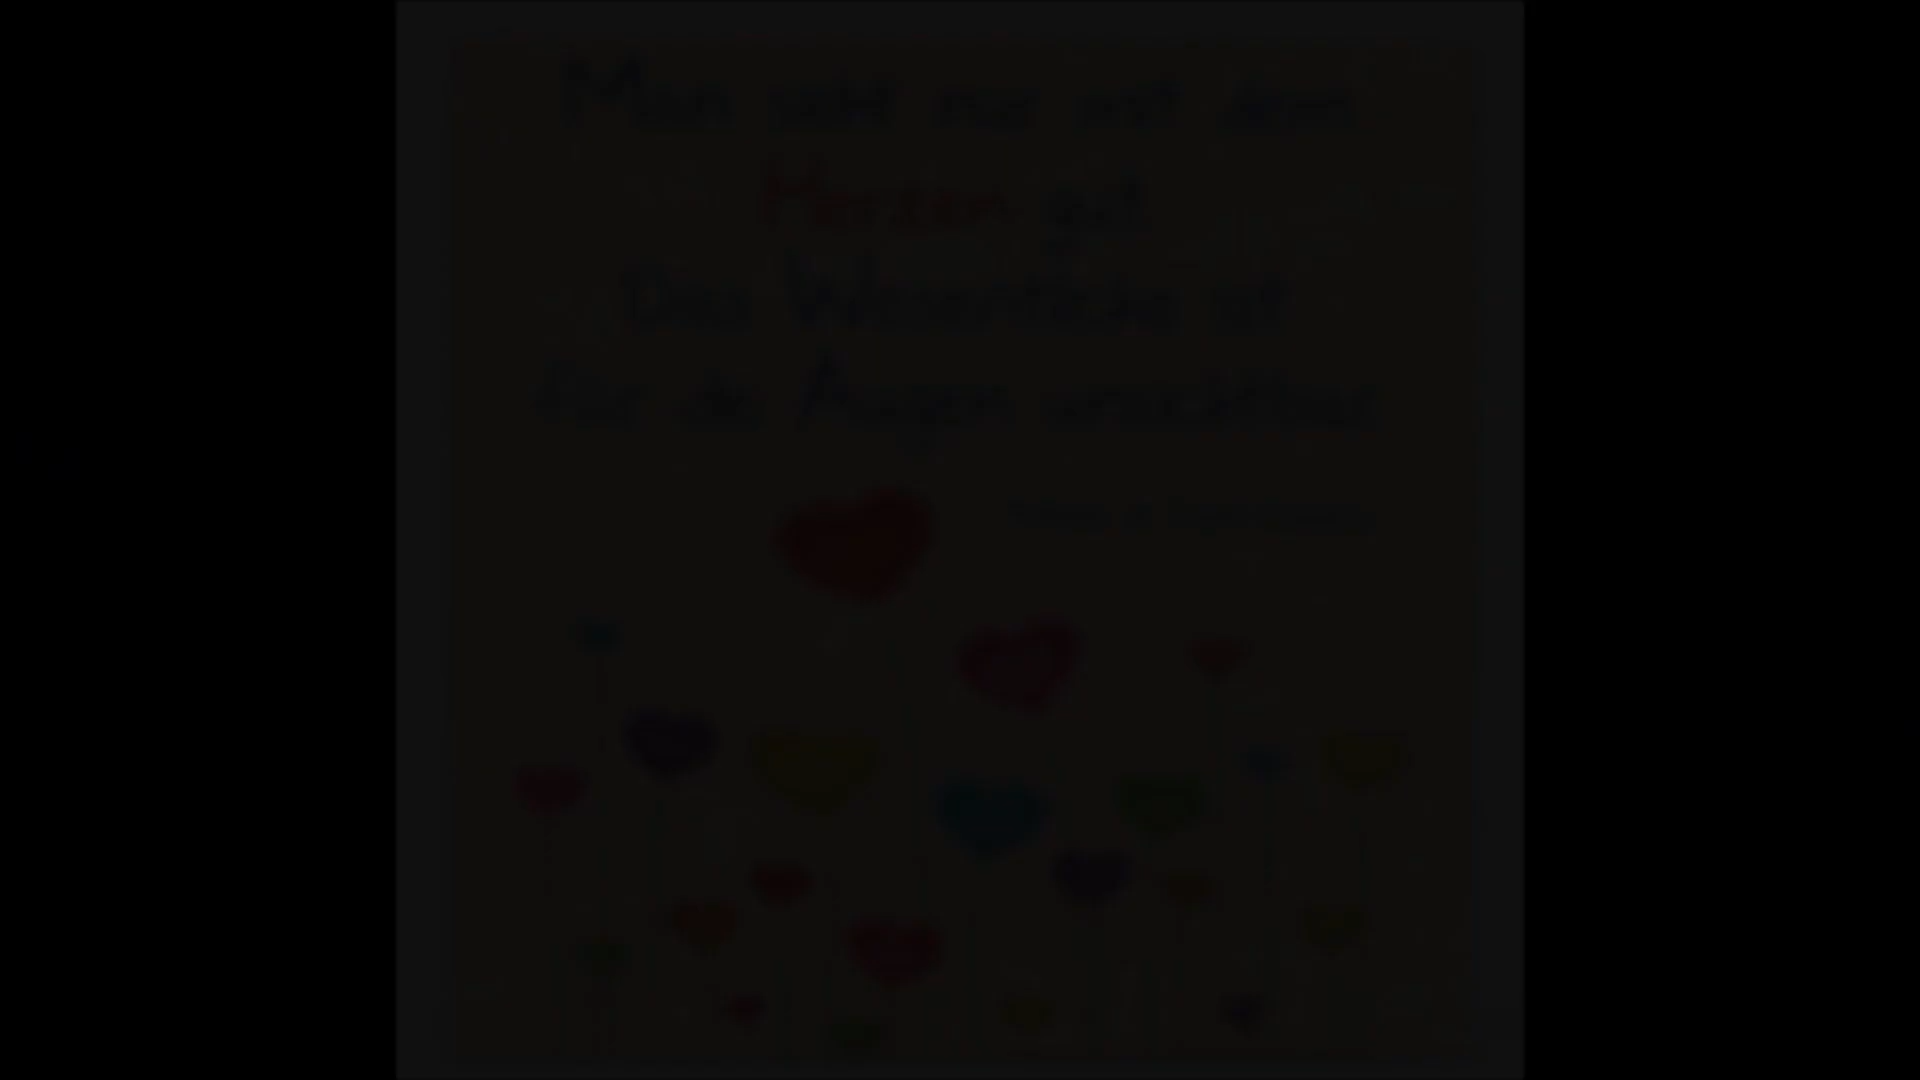 Man sieht nur mit dem
Herzen gut
Das Wesentliche ist
für die Augen unsichtbar